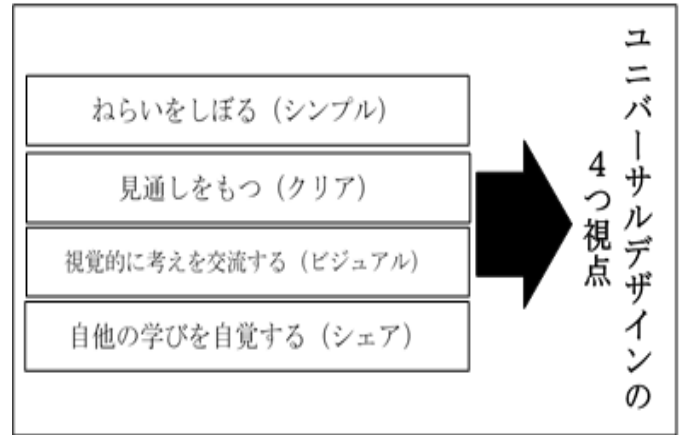 ユニバーサルデザインの
4つ視点
ねらいをしぼる（シンプル）
見通しをもつ（クリア）
視覚的に考えを交流する（ビジュアル）
自他の学びを自覚する（シェア）